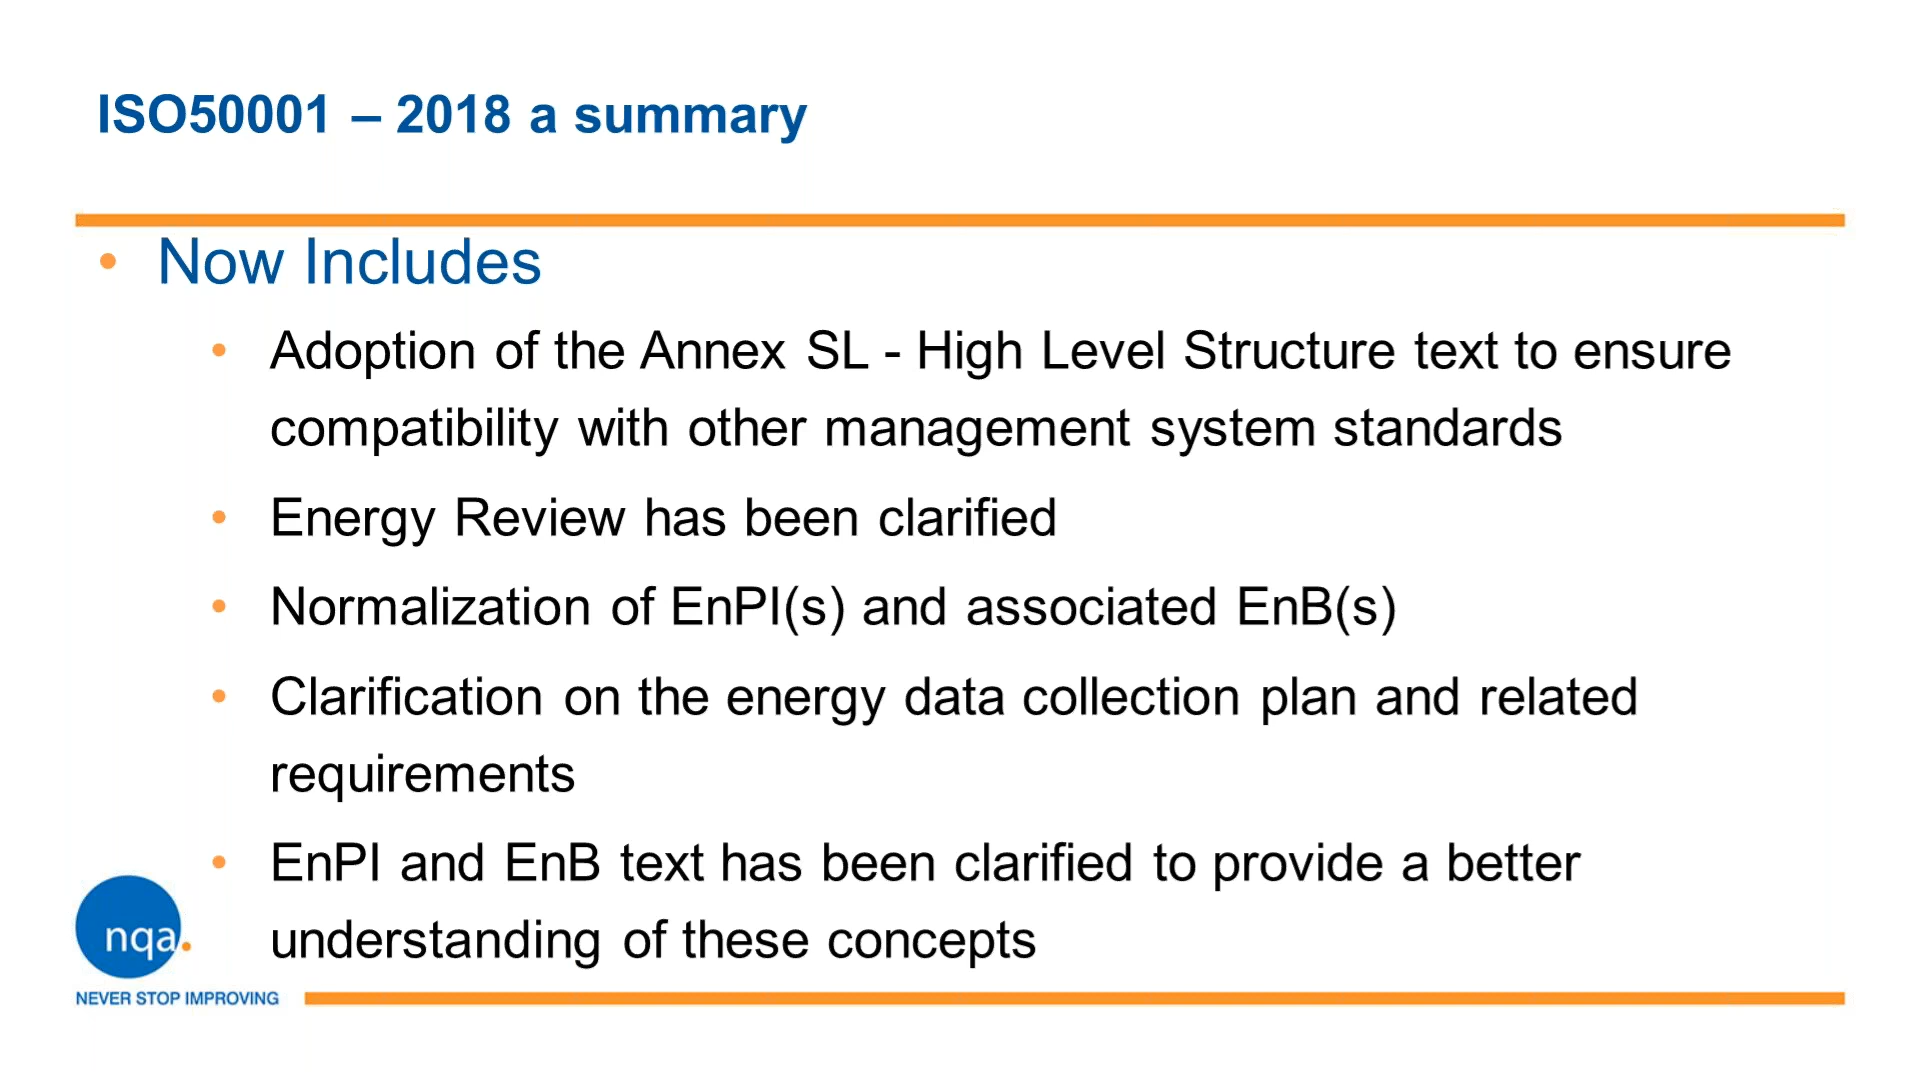 ISO50001 – 2018 a summary
• Now Includes
• Adoption of the Annex SL - High Level Structure text to ensure
compatibility with other management system standards
• Energy Review has been clarified
• Normalization of EnPI(s) and associated EnB(s)
• Clarification on the energy data collection plan and related
requirements
• EnPI and EnB text has been clarified to provide a better
understanding of these concepts
nqa.
NEVER STOP IMPROVING